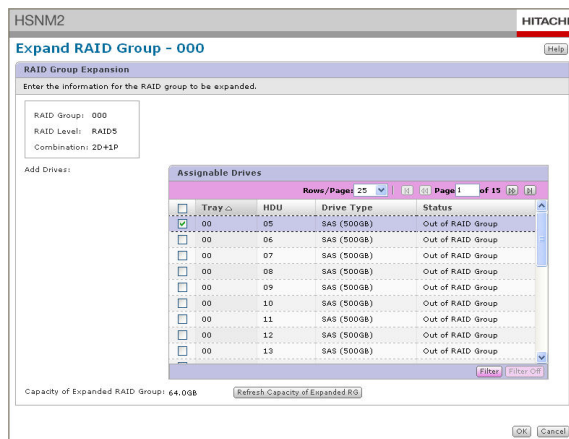 HSNM2
HITACHI
Expand RAID Group - 000
Help
RAID Group Expansion
Enter the information for the RAID group to be expanded.
RAID Group: 000
RAID Level: RAID5
Combination: 2D+1P
Add Drives:
Assignable Drives
Rows/Page: 25 Page 1 of 15
Tray HDU Drive Type Status
00 05 SAS (500GB) Out of RAID Group
00 06 SAS (500GB) Out of RAID Group
00 07 SAS (500GB) Out of RAID Group
00 08 SAS (500GB) Out of RAID Group
00 09 SAS (500GB) Out of RAID Group
00 10 SAS (500GB) Out of RAID Group
00 11 SAS (500GB) Out of RAID Group
00 12 SAS (500GB) Out of RAID Group
00 13 SAS (500GB) Out of RAID Group
Filter Filter Off
Capacity of Expanded RAID Group: 64.0GB Refresh Capacity of Expanded RG
OK Cancel